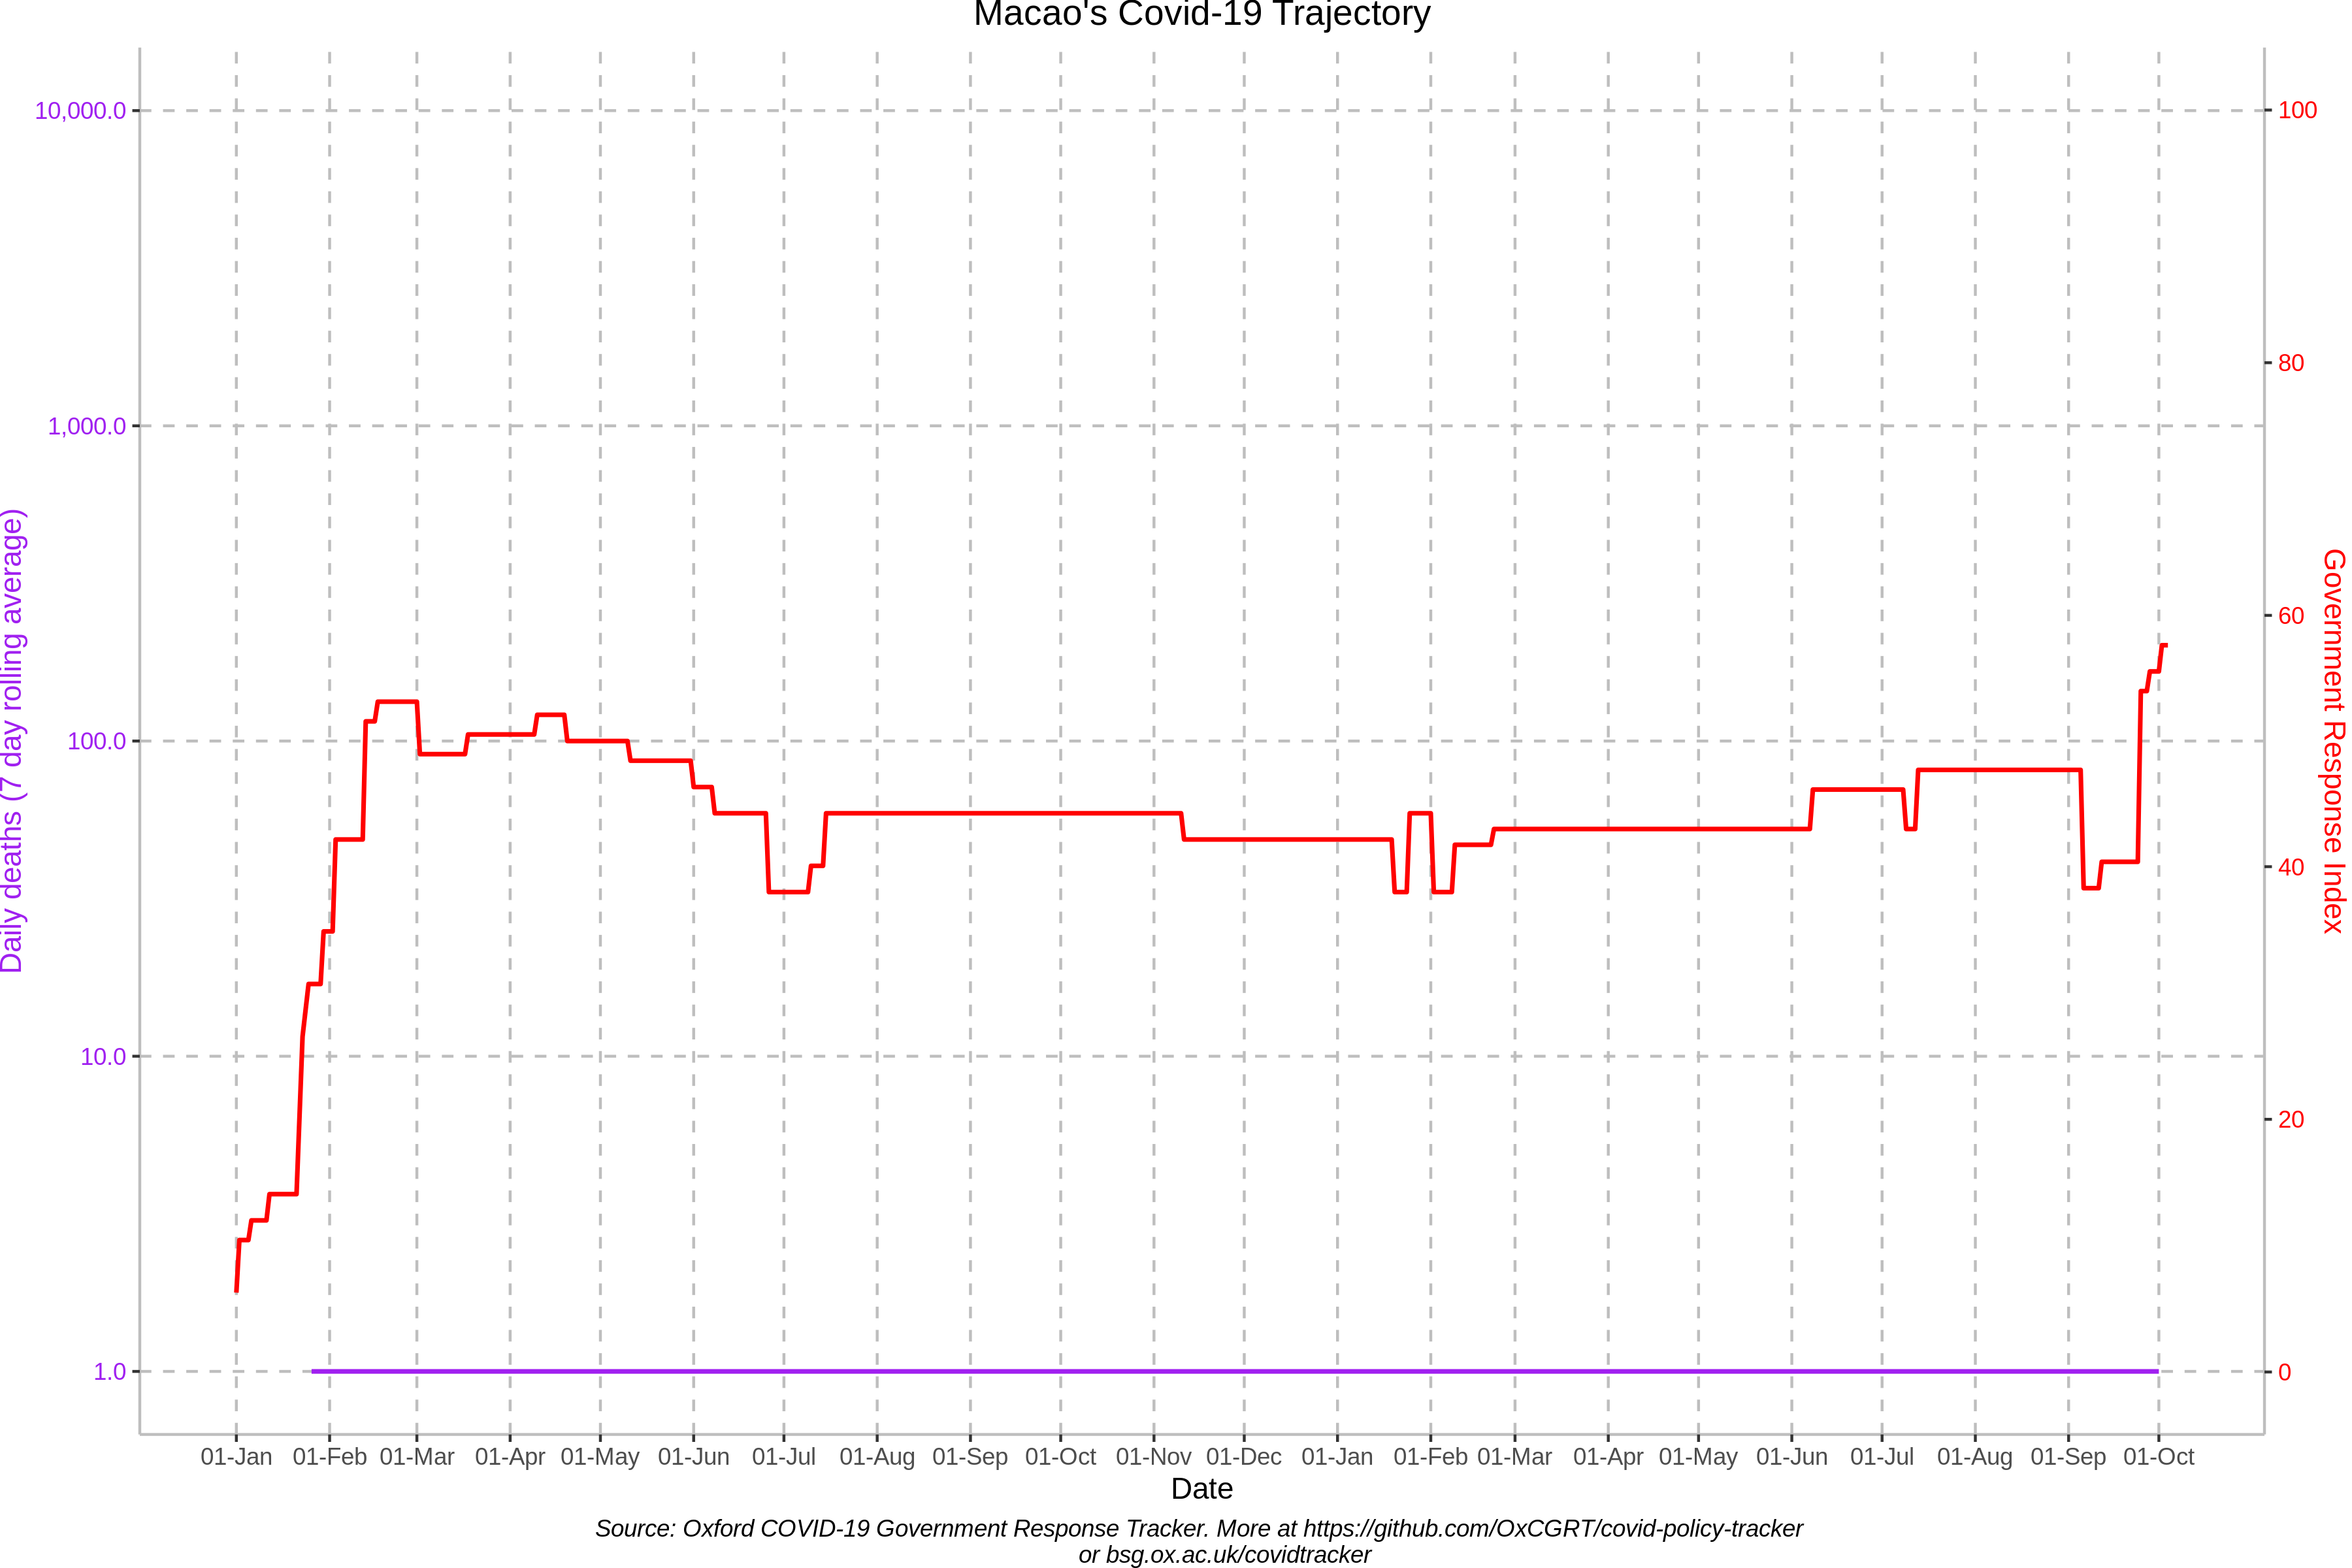 Macao's Covid-19 Trajectory
10,000.0
1,000.0
100.0
10.0
1.0
Daily deaths (7 day rolling average)
100
80
60
40
20
0
Government Response Index
01-Jan 01-Feb 01-Mar 01-Apr 01-May 01-Jun 01-Jul 01-Aug 01-Sep 01-Oct 01-Nov 01-Dec 01-Jan 01-Feb 01-Mar 01-Apr 01-May 01-Jun 01-Jul 01-Aug 01-Sep 01-Oct
Date
Source: Oxford COVID-19 Government Response Tracker. More at https://github.com/OxCGRT/covid-policy-tracker
or bsg.ox.ac.uk/covidtracker